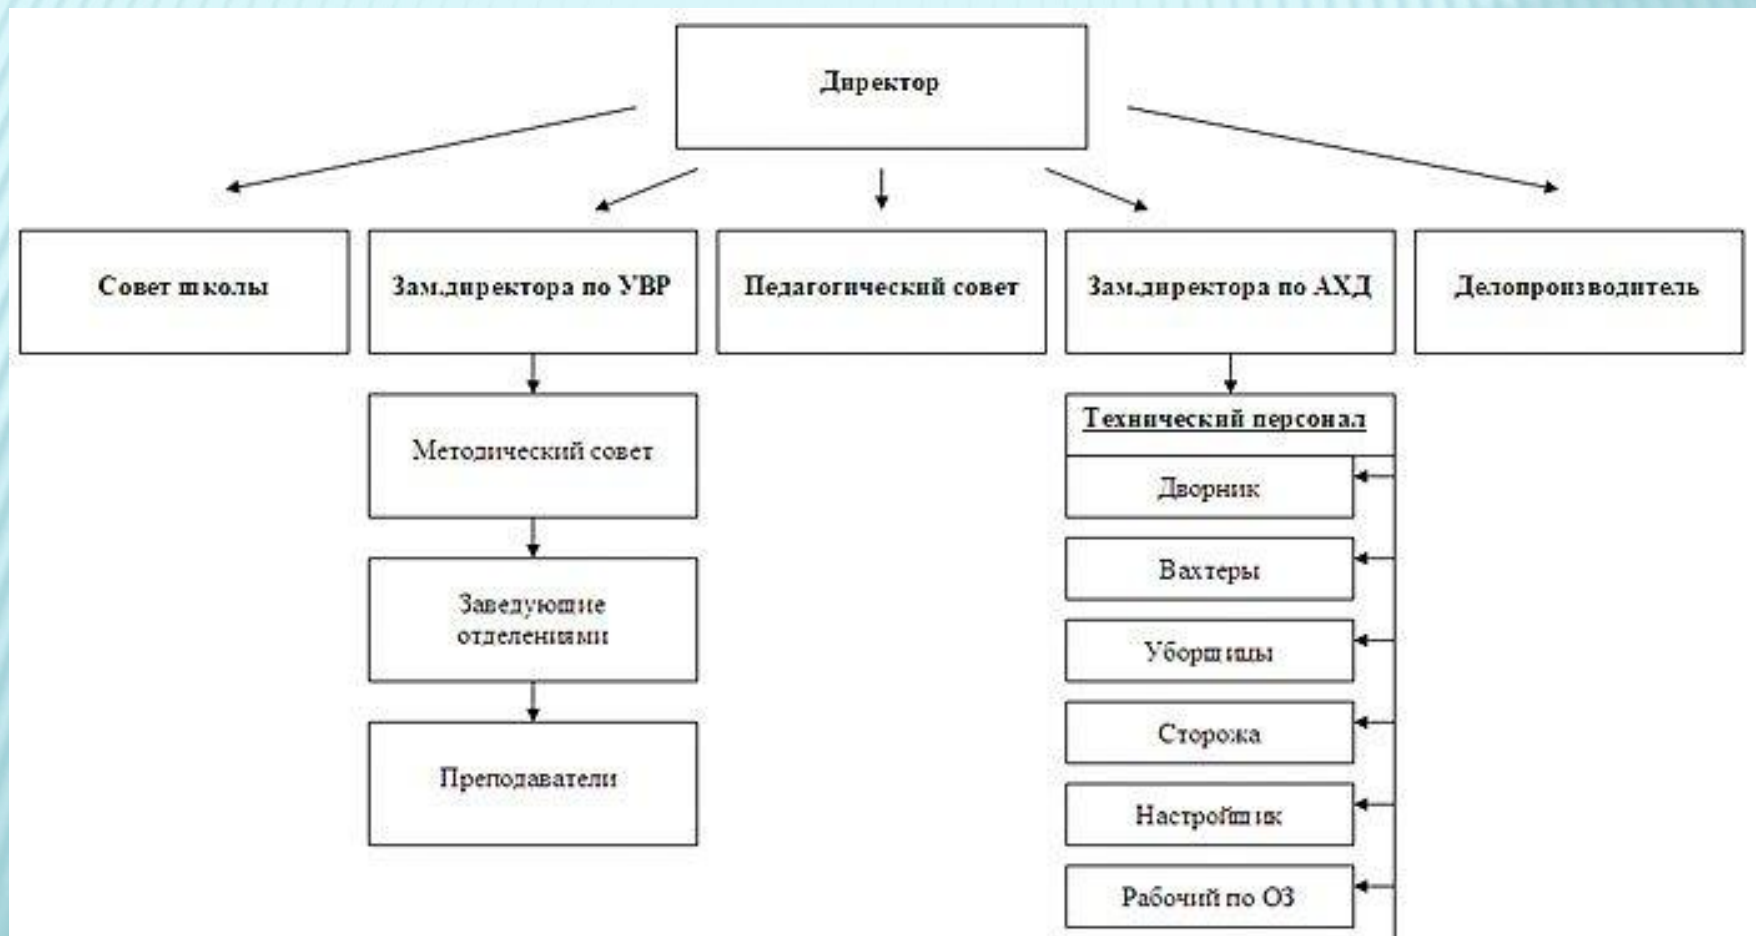 Директор
Совет школы
Зам.директора по УВР
Педагогический совет
Зам.директора по АХД
Делопроизводитель
Методический совет
Заведующие
отделениями
Преподаватели
Технический персонал
Дворник
Вахтеры
Уборщицы
Сторожа
Настройщик
Рабочий по ОЗ